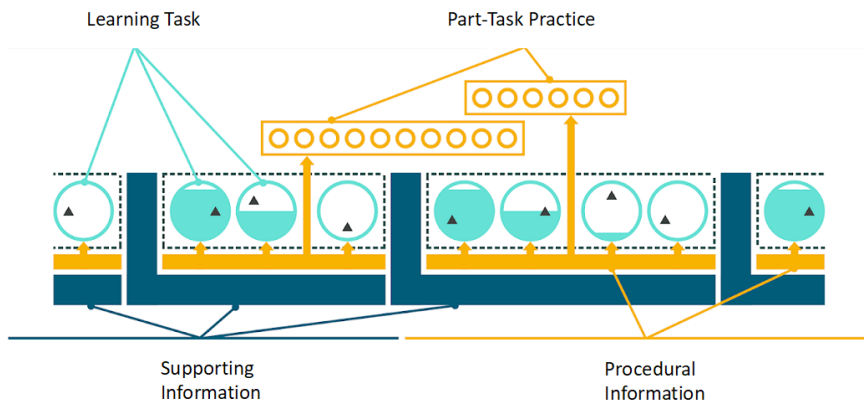 Learning Task
Part-Task Practice
Supporting
Information
Procedural
Information